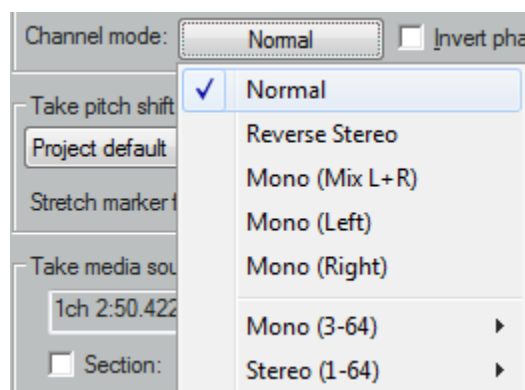 Channel mode: Normal Invert pha
Normal
Take pitch shift
Reverse Stereo
Project default
Mono (Mix L+R)
Stretch marker f
Mono (Left)
Take media sou
Mono (Right)
1ch 2:50.422
Mono (3-64)
Section:
Stereo (1-64)